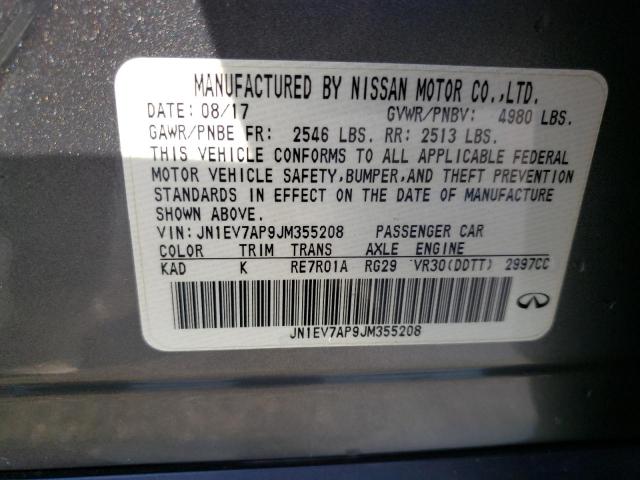 MANUFACTURED BY NISSAN MOTOR CO.,LTD.
DATE: 08/17 GVWR/PNBV: 4980 LBS.
GAWR/PNBE FR: 2546 LBS. RR: 2513 LBS.
THIS VEHICLE CONFORMS TO ALL APPLICABLE FEDERAL
MOTOR VEHICLE SAFETY,BUMPER,AND THEFT PREVENTION
STANDARDS IN EFFECT ON THE DATE OF MANUFACTURE
SHOWN ABOVE.
VIN: JN1EV7AP9JM355208 PASSENGER CAR
COLOR TRIM TRANS AXLE ENGINE
KAD K RE7R01A RG29 VR30(DDTT) 2997CC
JN1EV7AP9JM355208